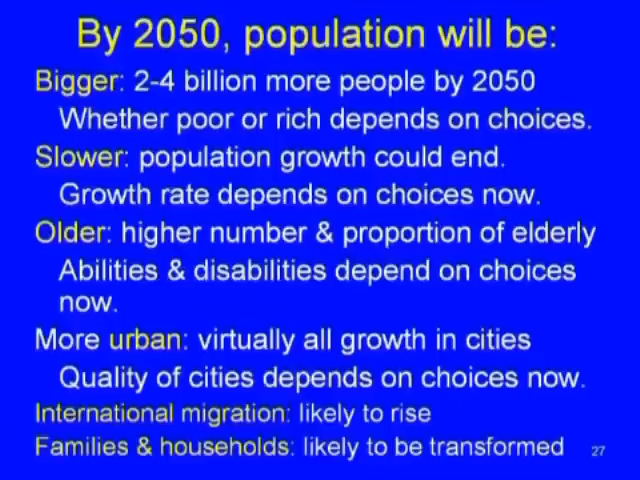 By 2050, population will be:
Bigger: 2-4 billion more people by 2050
Whether poor or rich depends on choices.
Slower: population growth could end.
Growth rate depends on choices now.
Older: higher number & proportion of elderly
Abilities & disabilities depend on choices
now.
More urban: virtually all growth in cities
Quality of cities depends on choices now.
International migration: likely to rise
Families & households: likely to be transformed
27